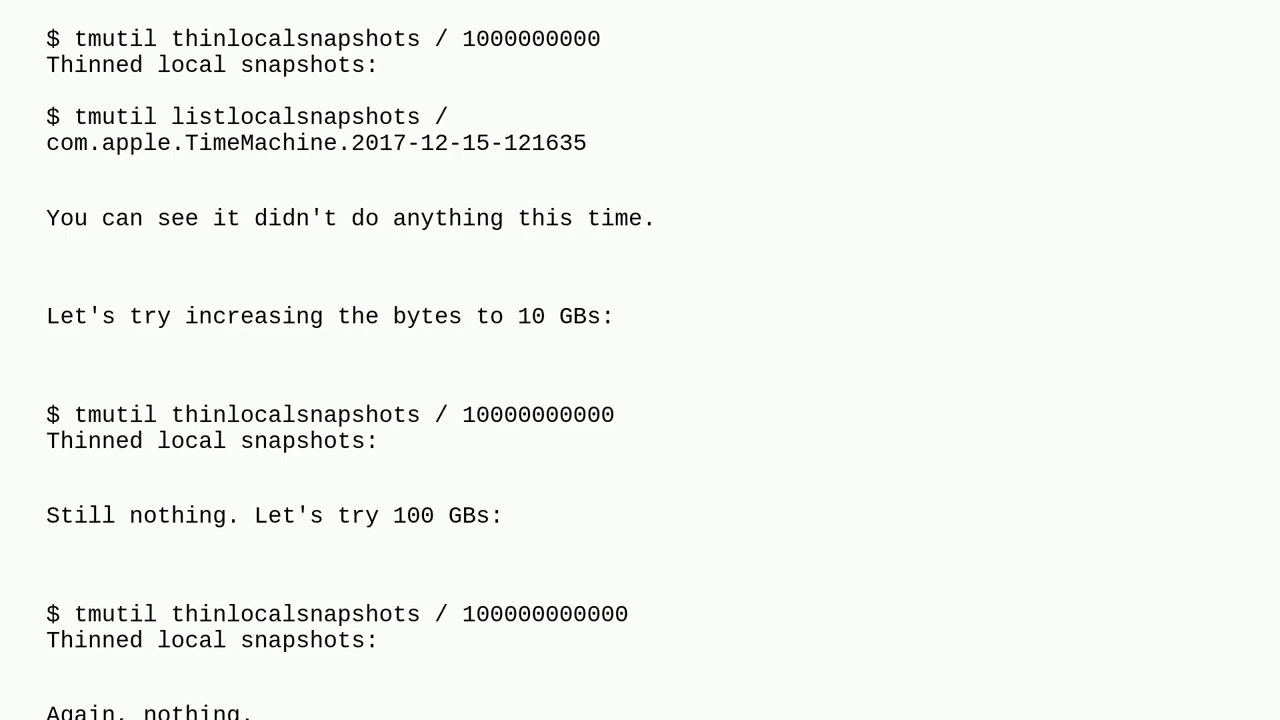 $ tmutil thinlocalsnapshots / 1000000000
Thinned local snapshots:
$ tmutil listlocalsnapshots /
com.apple.TimeMachine.2017-12-15-121635
You can see it didn't do anything this time.
Let's try increasing the bytes to 10 GBs:
$ tmutil thinlocalsnapshots / 10000000000
Thinned local snapshots:
Still nothing. Let's try 100 GBs:
$ tmutil thinlocalsnapshots / 100000000000
Thinned local snapshots:
Again, nothing.